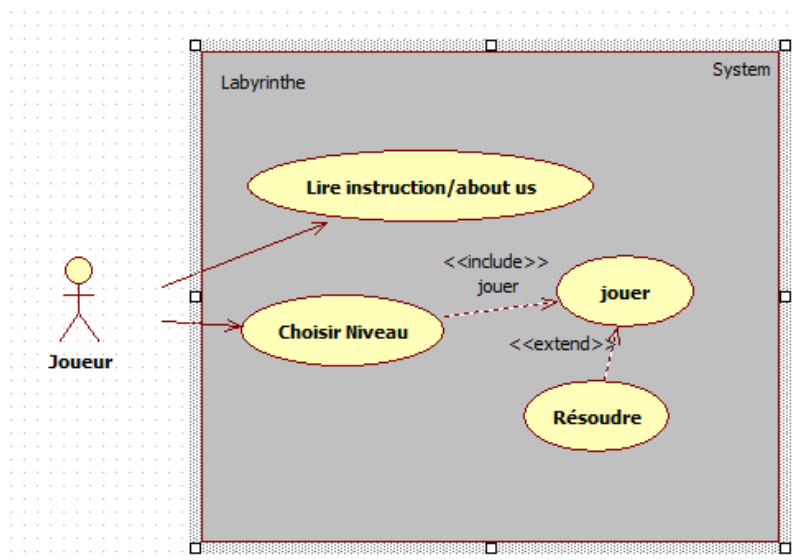 System
Labyrinthe
Lire instruction/about us
<<include>>
jouer
jouer
Choisir Niveau
<<extend>>
Joueur
Résoudre